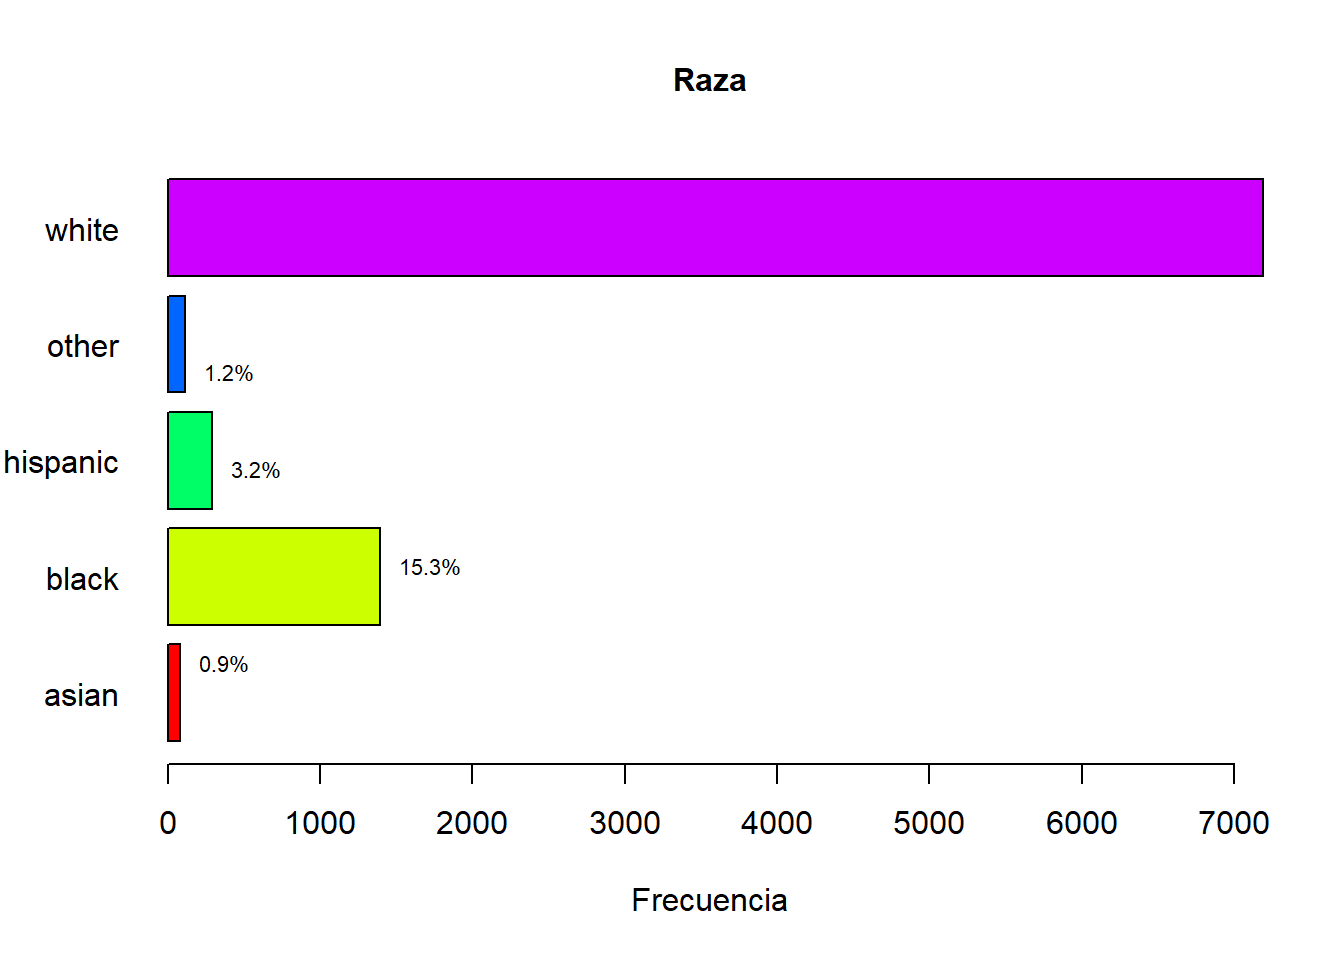 Raza
white
other
1.2%
hispanic
3.2%
black
15.3%
asian
0.9%
0 1000 2000 3000 4000 5000 6000 7000
Frecuencia